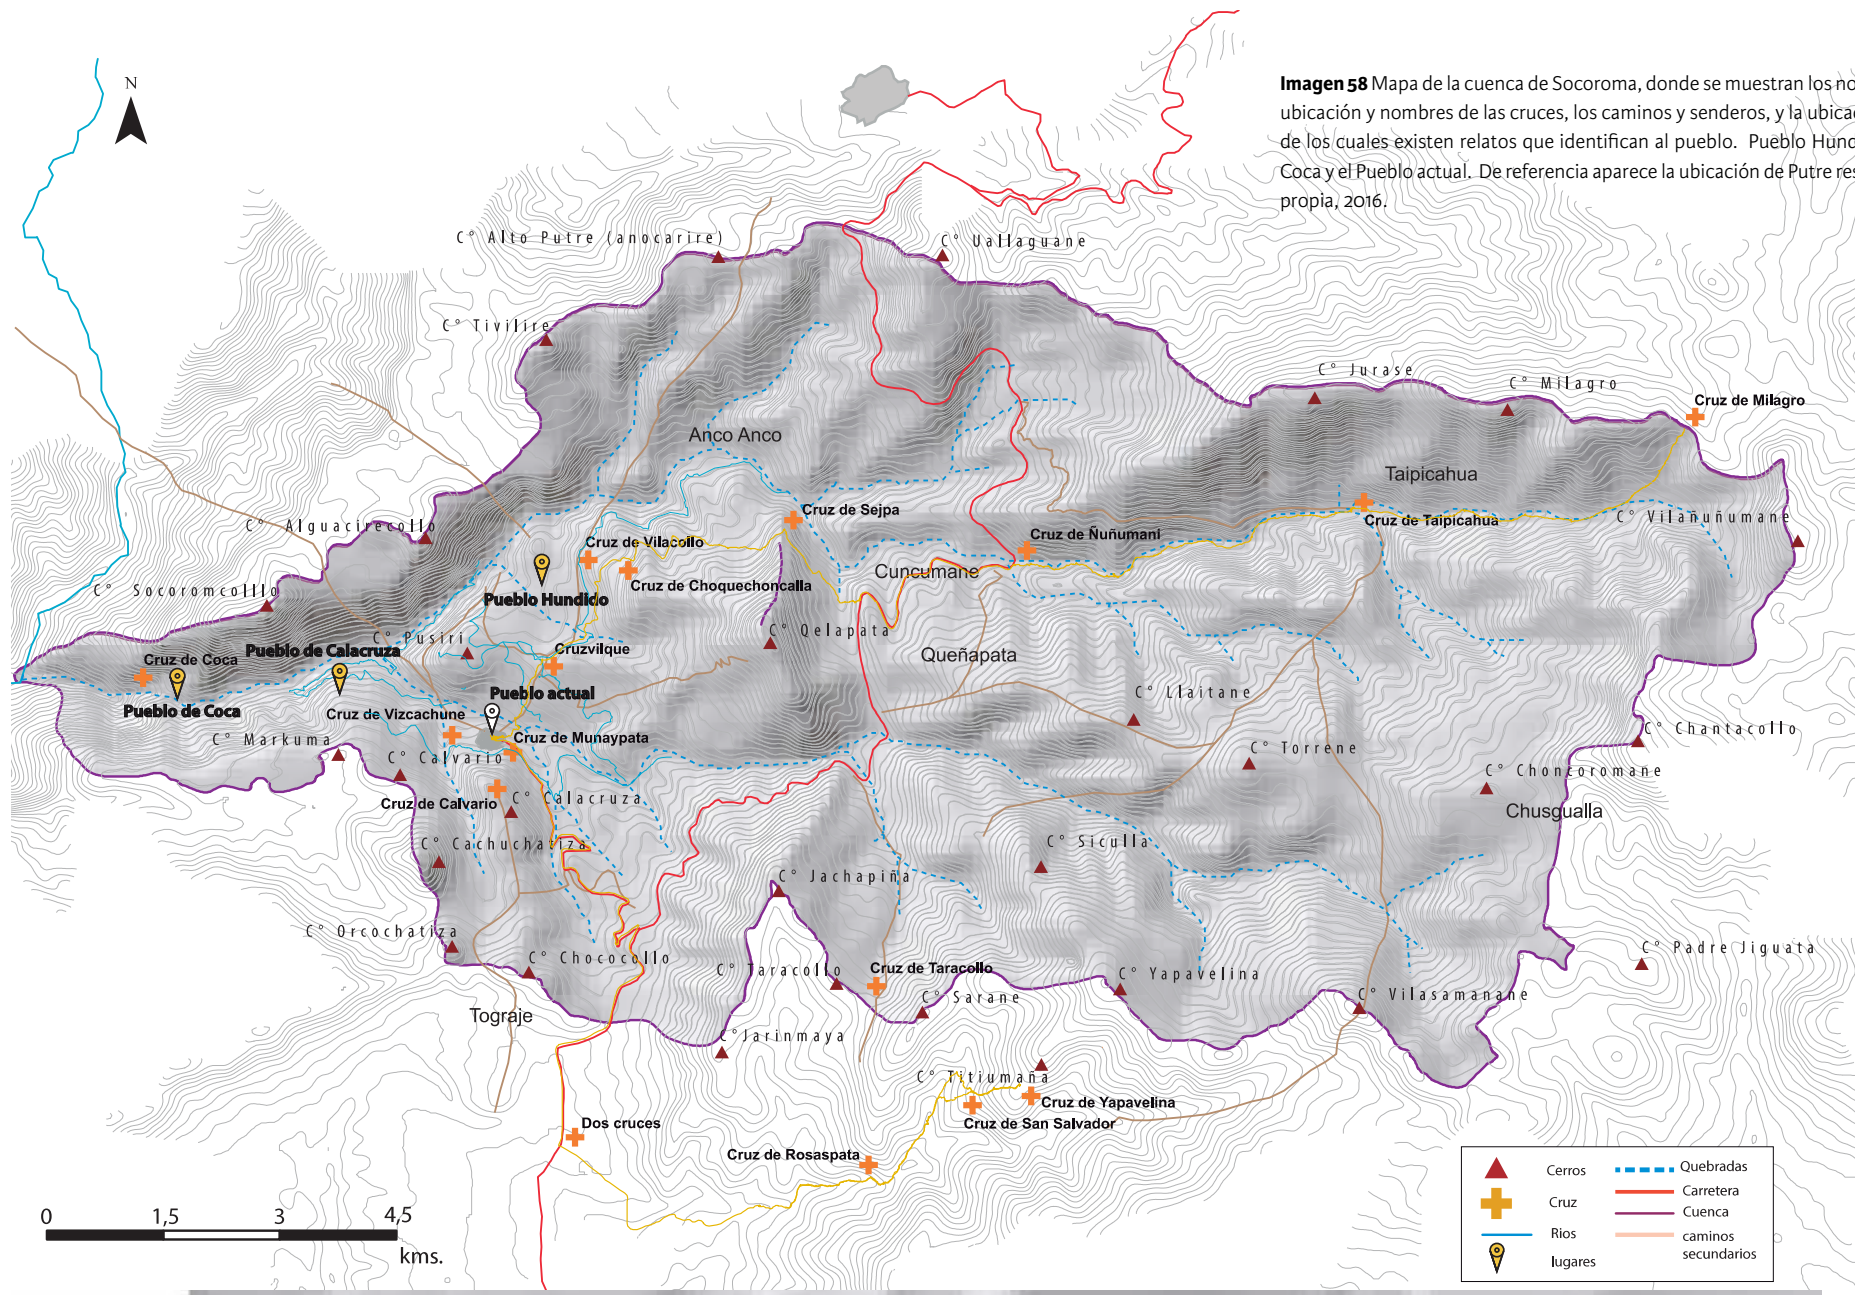 Imagen 58 Mapa de la cuenca de Socoroma, donde se muestran los no
ubicación y nombres de las cruces, los caminos y senderos, y la ubica
de los cuales existen relatos que identifican al pueblo. Pueblo Hund
Coca y el Pueblo actual. De referencia aparece la ubicación de Putre res
propia, 2016.
N
C° Alto Putre (anocarire)
C° Uallaguane
C° Tivilire
C° Jurase
C° Milagro
Cruz de Milagro
Anco Anco
Taipicahua
Cruz de Sejpa
Cruz de Taipicahua
C° Vilañuñumane
C° Alguacirecollo
Cruz de Vilacollo
Cruz de Ñuñumani
Cuncumane
Cruz de Choquechoncalla
Pueblo Hundido
C° Socoromcolllo
C° Pusiri
C° Qelapata
Cruzvilque
Queñapata
Pueblo de Calacruza
Cruz de Coca
Pueblo actual
C° Llaitane
Pueblo de Coca
Cruz de Vizcachune
Cruz de Munaypata
C° Markuma
C° Chantacollo
C° Torrene
C° Calvario
C° Choncoromane
Cruz de Calvario
C° Calacruza
Chusgualla
C° Cachuchatiza
C° Siculla
C° Jachapiña
C° Orcochatiza
C° Chococollo
C° Taracollo
Cruz de Taracollo
C° Yapavelina
C° Padre Jiguata
C° Sarane
C° Vilasamanane
Tograje
C° Jarinmaya
C° Titiumaña
Cruz de Yapavelina
Cruz de San Salvador
Dos cruces
Cruz de Rosaspata
0 1,5 3 4,5
kms.
Cerros
Cruz
Rios
lugares
Quebradas
Carretera
Cuenca
caminos
secundarios